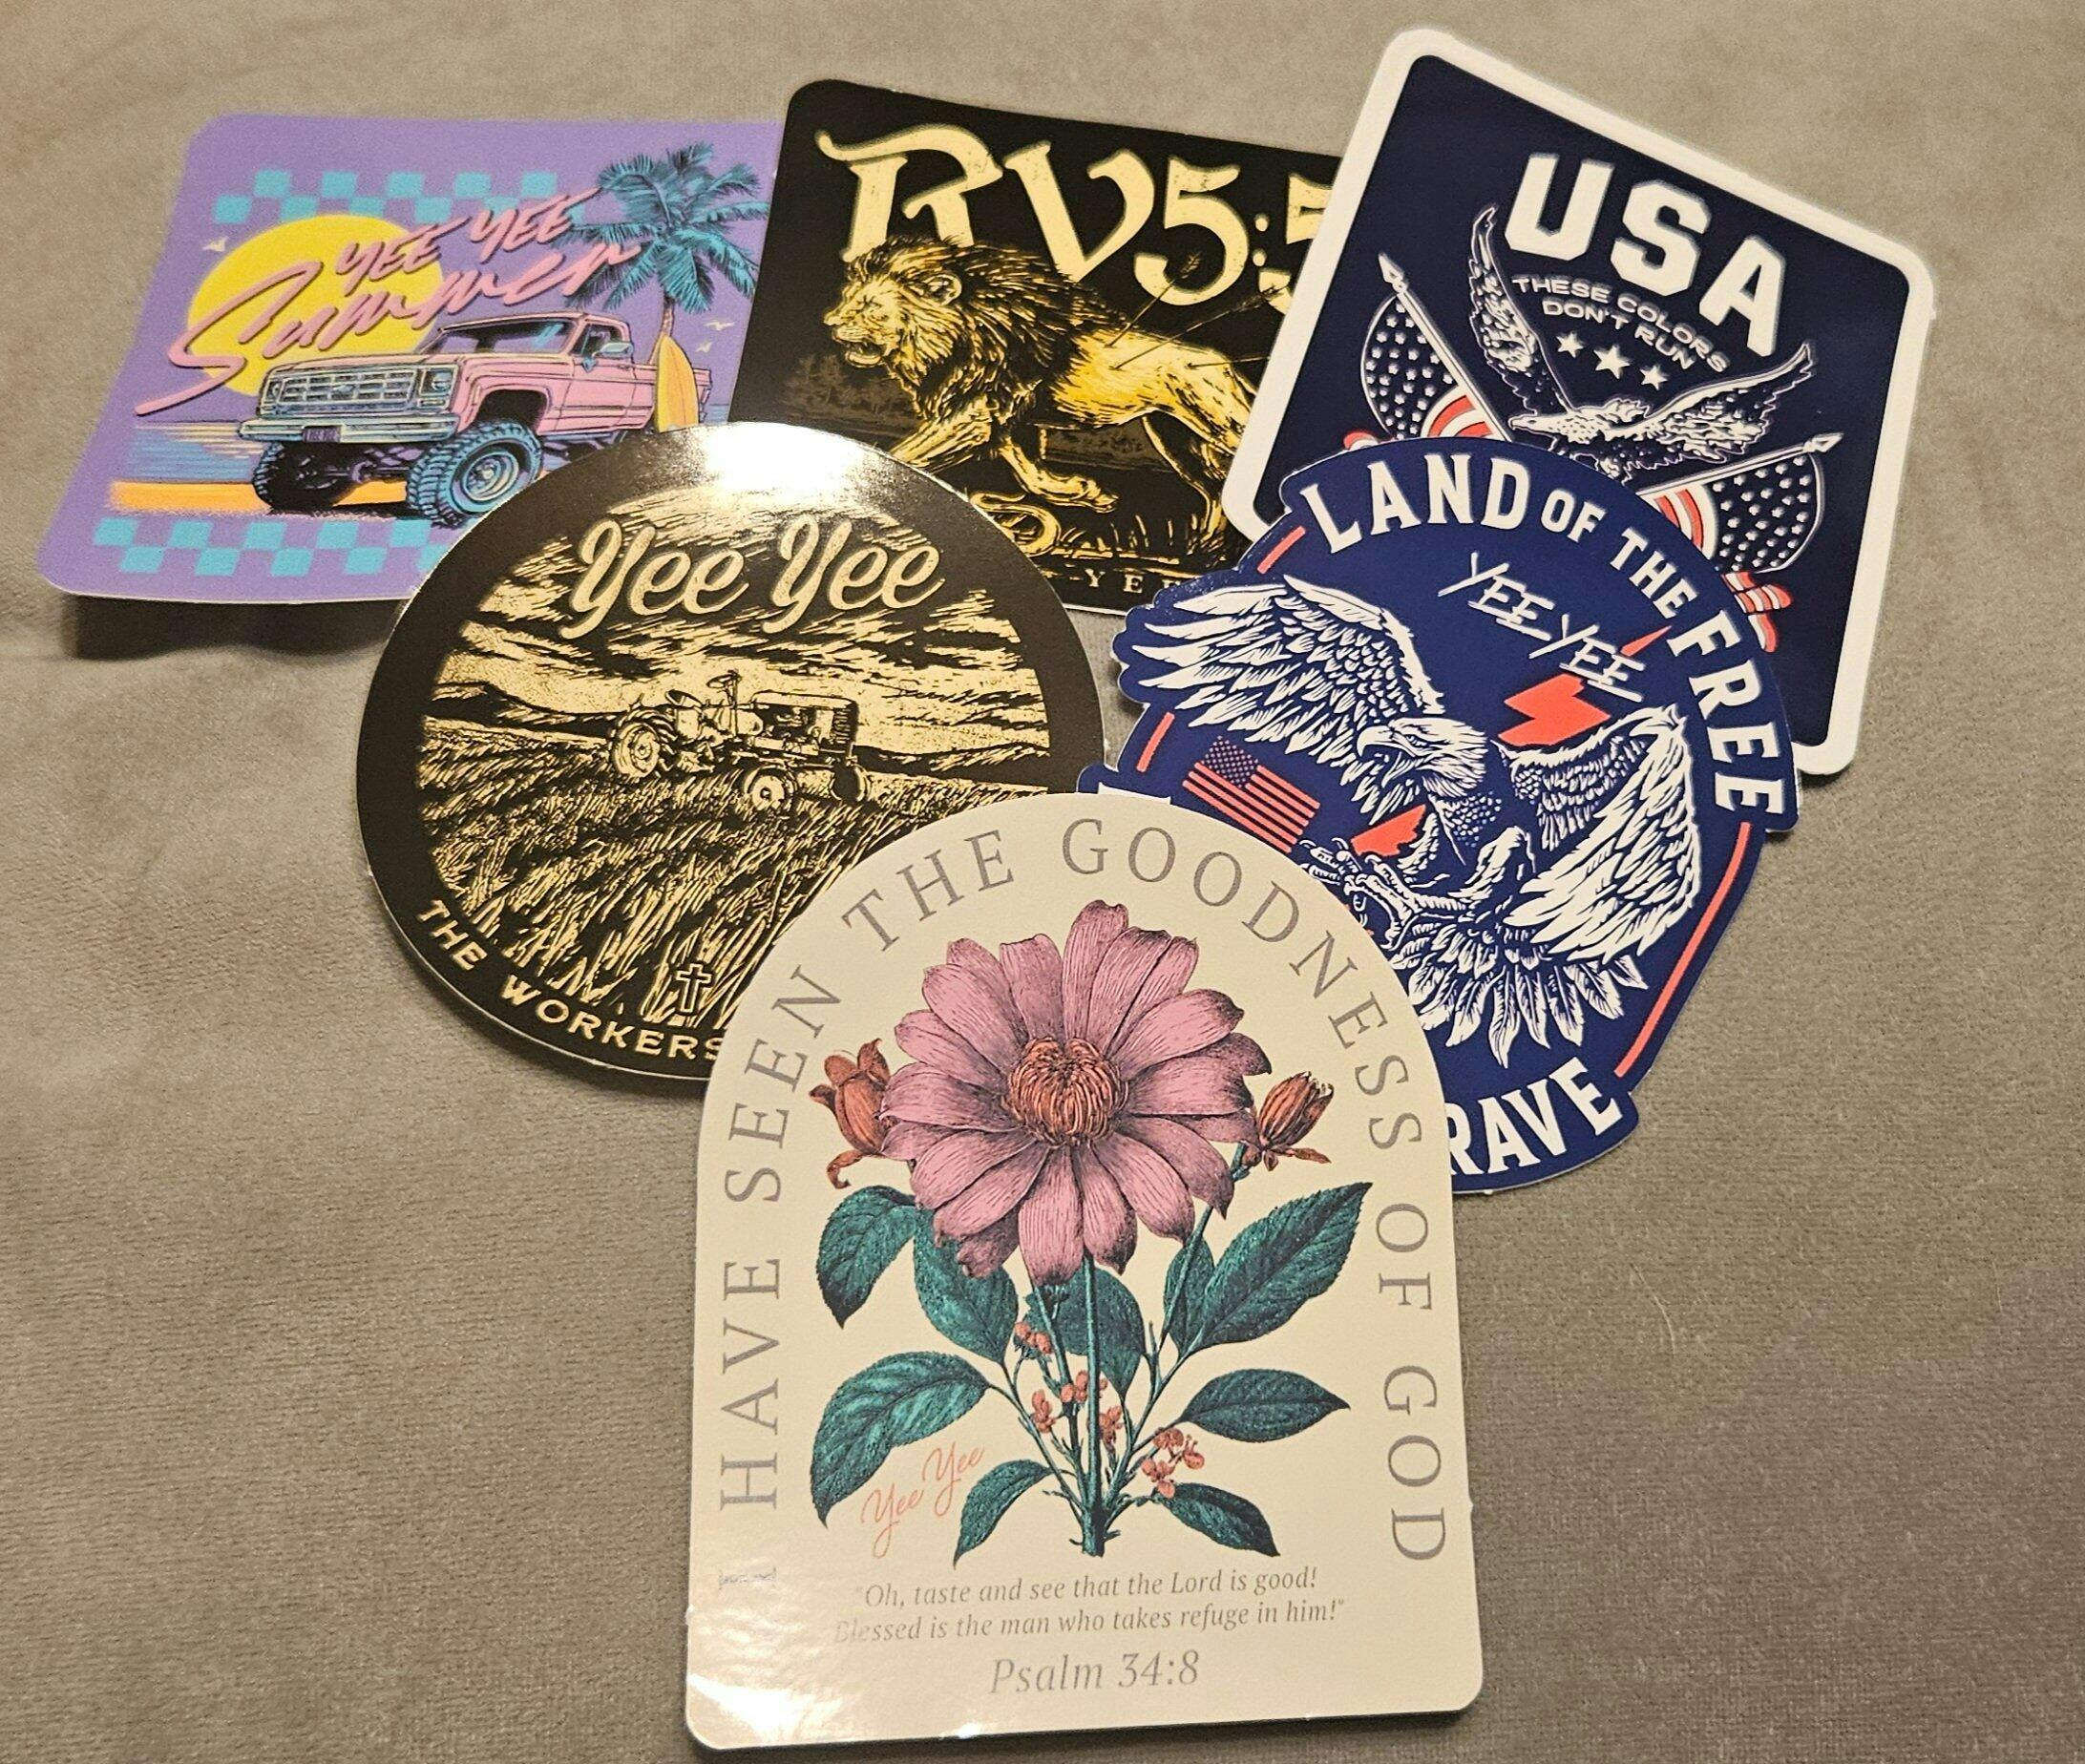 YEE YEE
Summer
RV5:5
YEE
USA
THESE COLORS
DON'T RUN
Yee Yee
THE WORKERS
LAND OF THE FREE
YEE YEE
I HAVE SEEN THE GOODNESS OF GOD
Yee Yee
"Oh, taste and see that the Lord is good!
Blessed is the man who takes refuge in him!"
Psalm 34:8